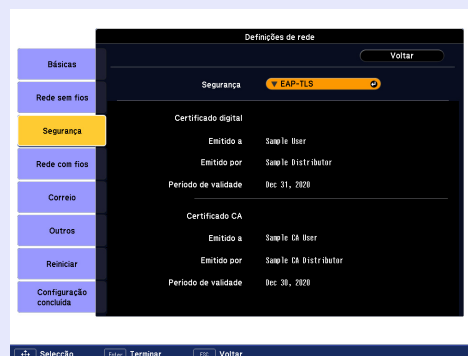 Definições de rede
Voltar
Básicas
Rede sem fios
Segurança
Rede com fios
Correio
Outros
Reiniciar
Configuração
concluída
Segurança EAP-TLS
Certificado digital
Emitido a Sample User
Emitido por Sample Distributor
Período de validade Dec 31, 2020
Certificado CA
Emitido a Sample CA User
Emitido por Sample CA Distributor
Período de validade Dec 30, 2020
Selecção Enter Terminar ESC Voltar